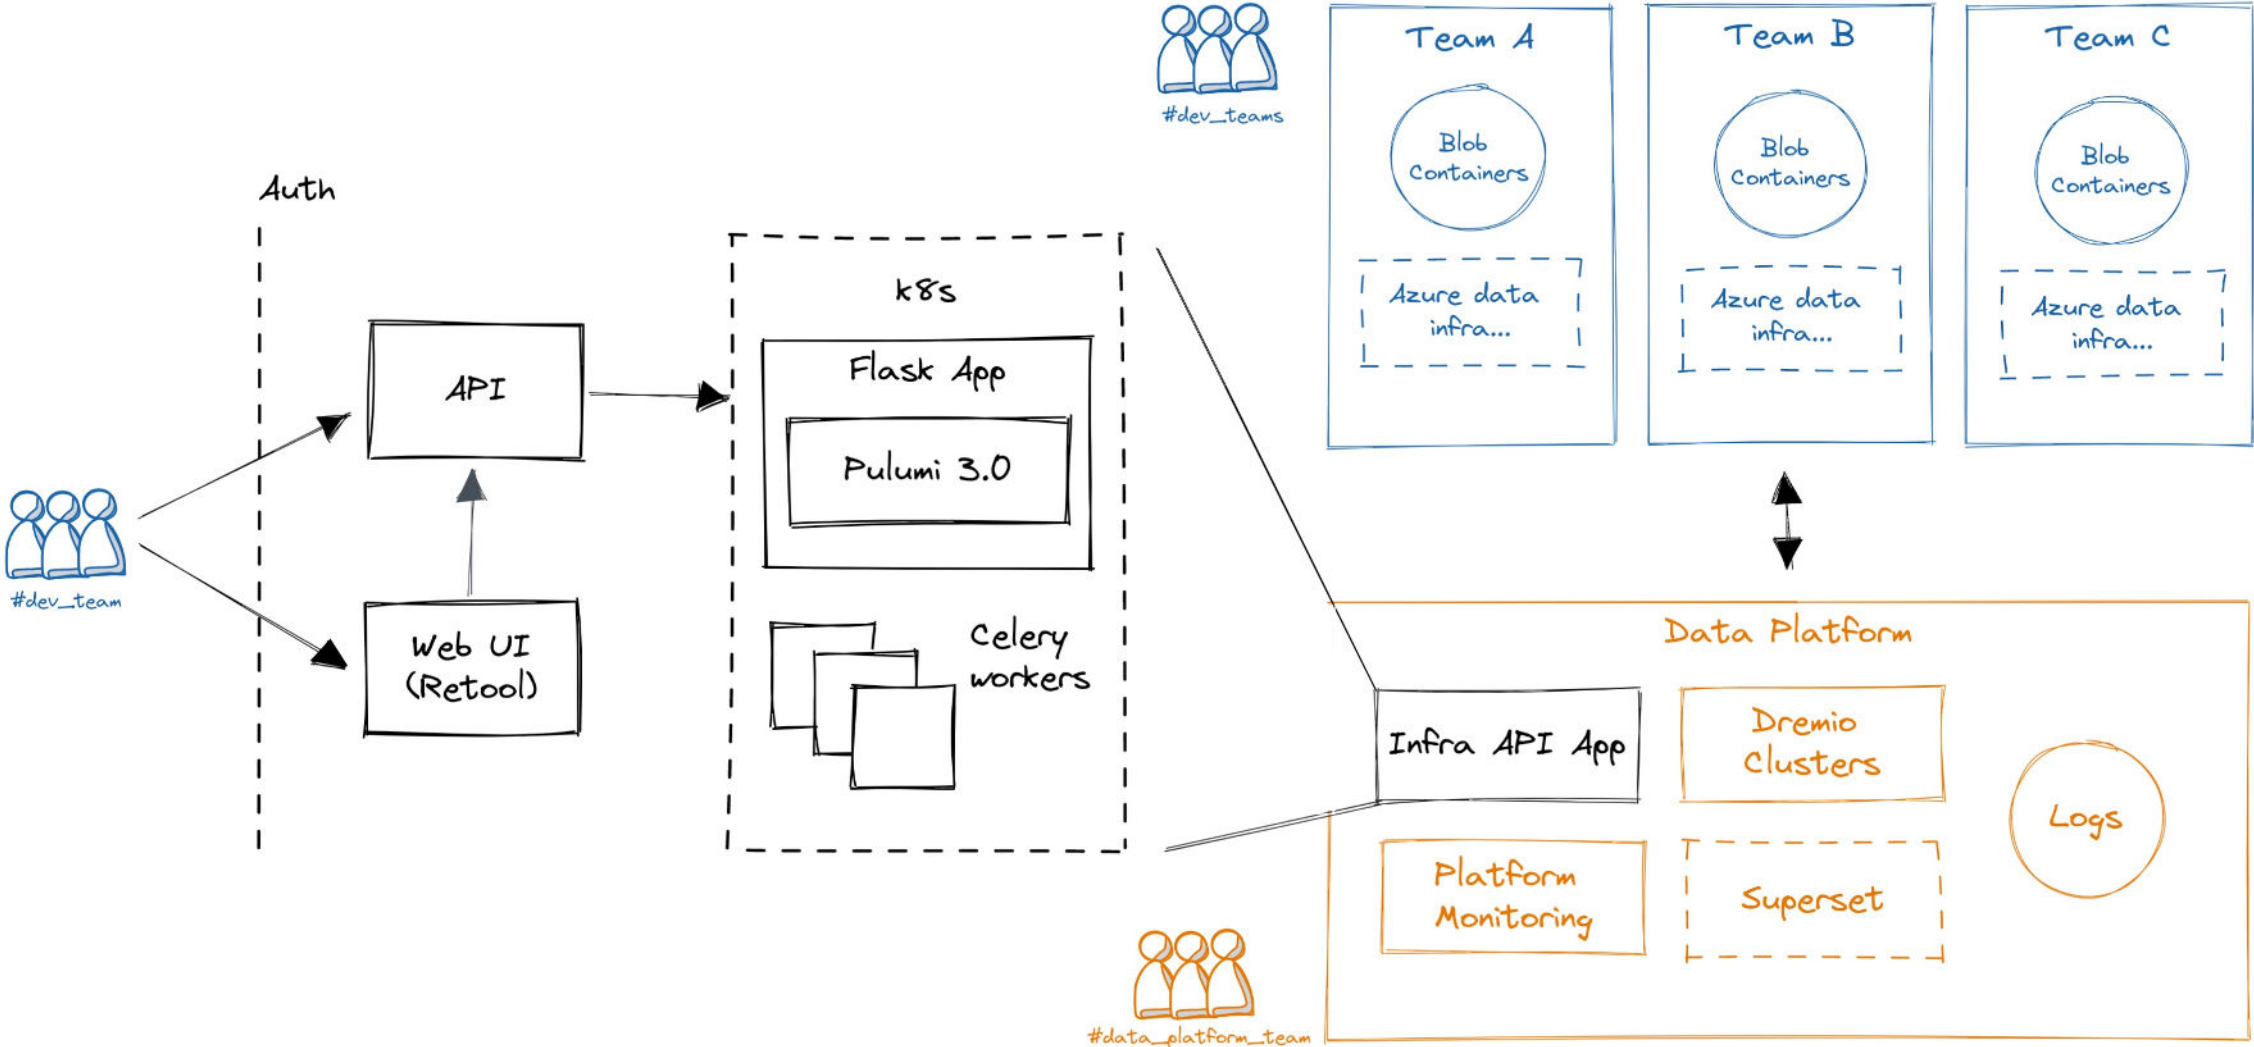 Auth
#dev_team
API
Web UI
(Retool)
k8s
Flask App
Pulumi 3.0
Celery
workers
#dev_teams
Team A
Blob
Containers
Azure data
infra...
Team B
Blob
Containers
Azure data
infra...
Team C
Blob
Containers
Azure data
infra...
Data Platform
Infra API App
Dremio
Clusters
Logs
Platform
Monitoring
Superset
#data_platform_team